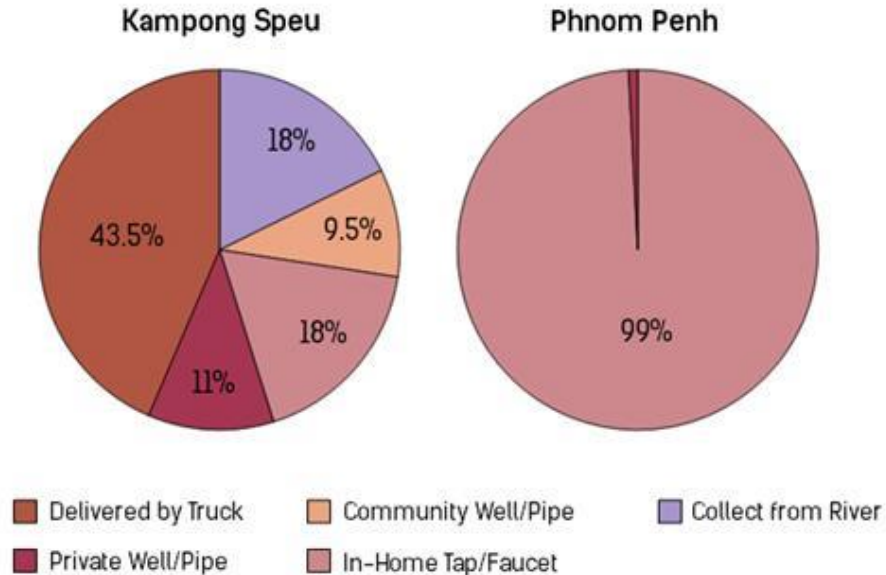 Kampong Speu
Phnom Penh
18%
9.5%
18%
11%
43.5%
99%
Delivered by Truck
Community Well/Pipe
Collect from River
Private Well/Pipe
In-Home Tap/Faucet